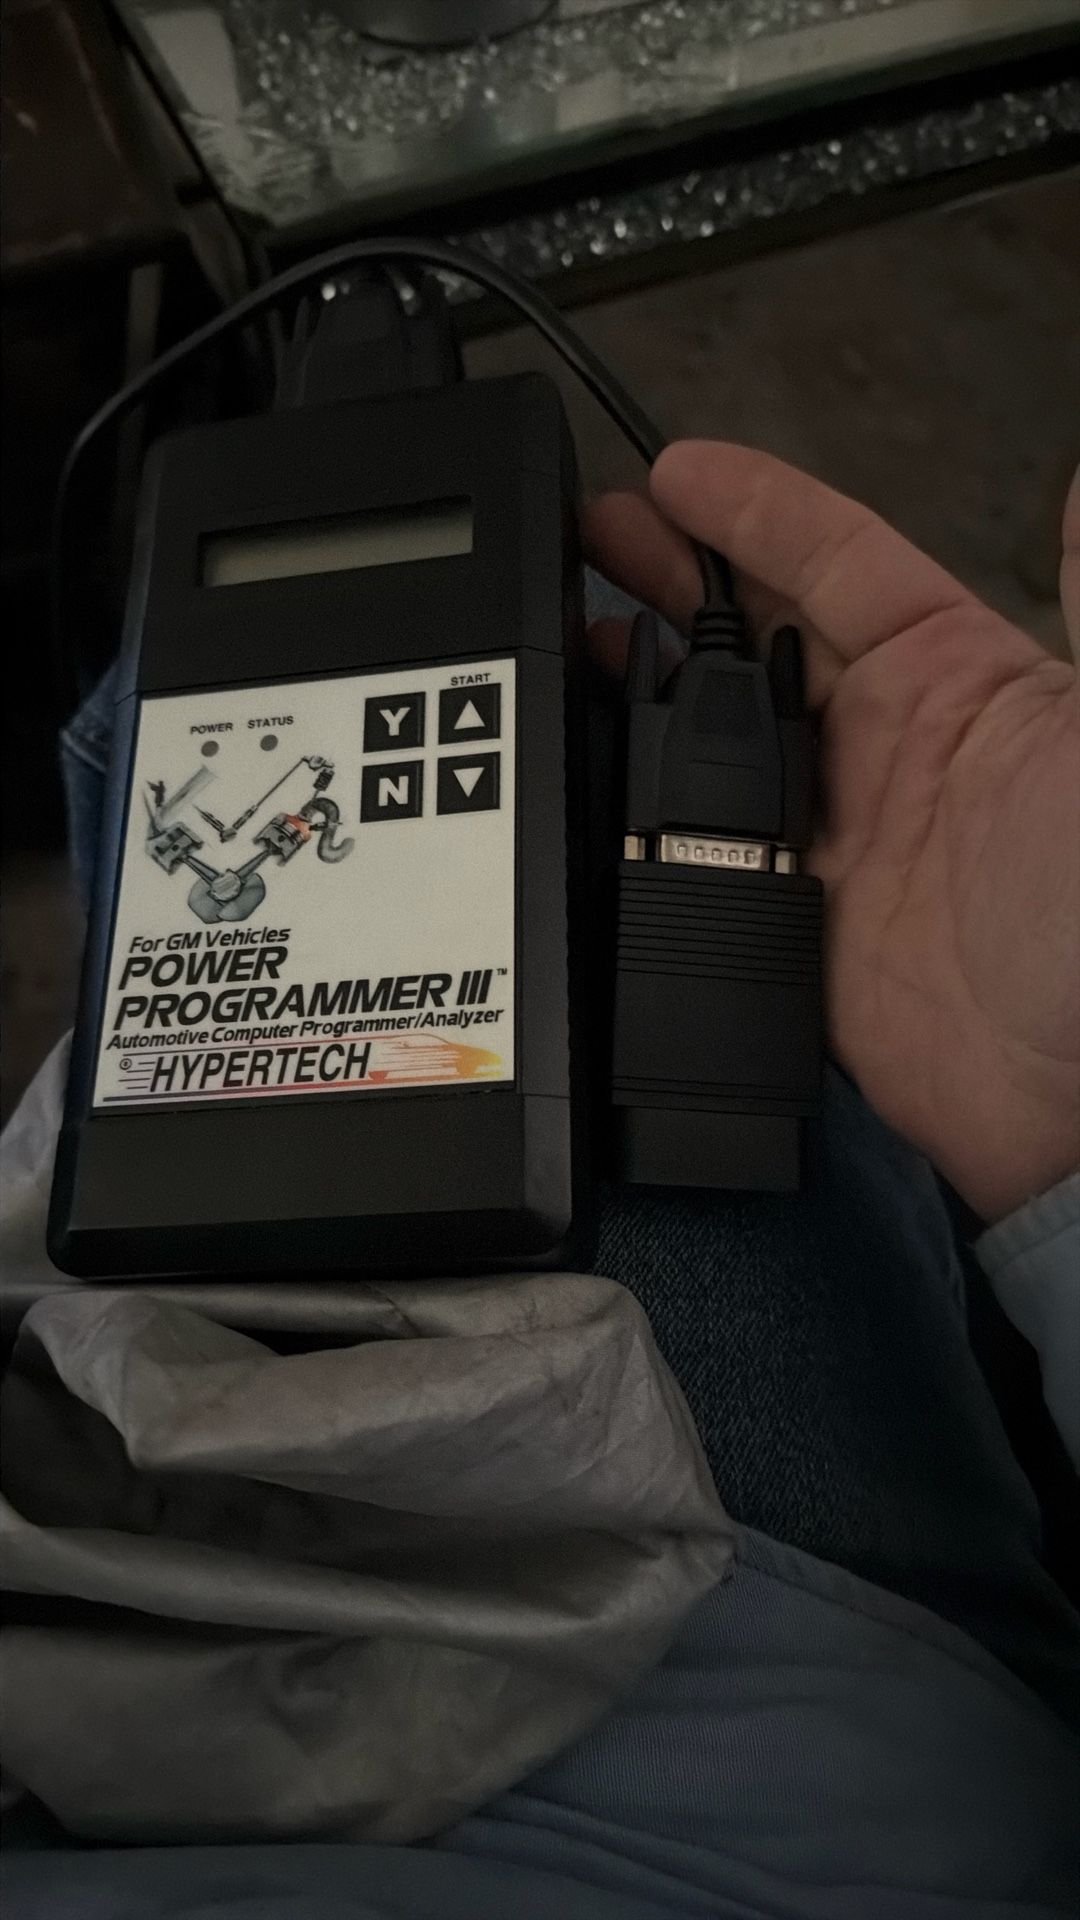 START
POWER STATUS
Y
N
For GM Vehicles
POWER
PROGRAMMER III™
Automotive Computer Programmer/Analyzer
® HYPERTECH